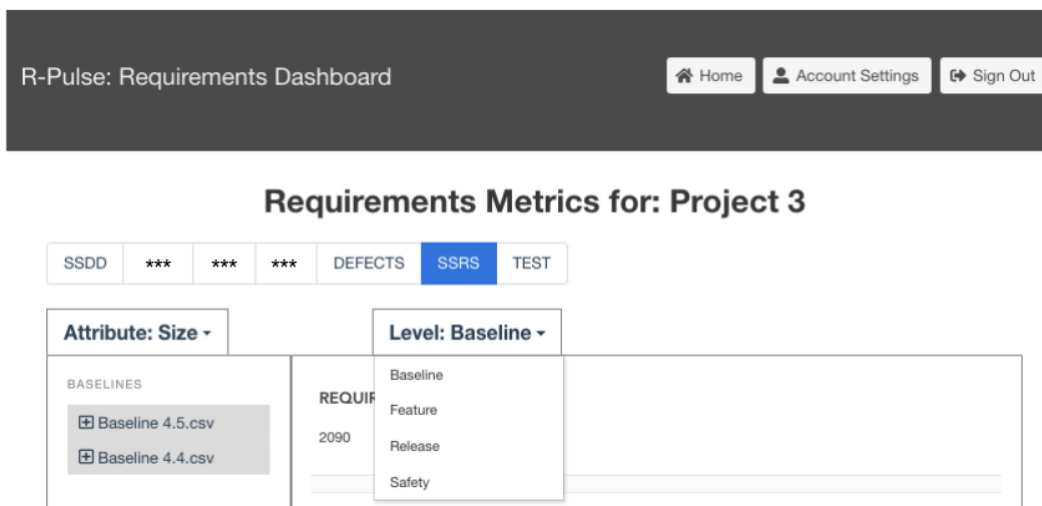 R-Pulse: Requirements Dashboard
Home
Account Settings
Sign Out
Requirements Metrics for: Project 3
SSDD *** *** *** DEFECTS SSRS TEST
Attribute: Size
Level: Baseline
BASELINES
Baseline 4.5.csv
Baseline 4.4.csv
2090
Baseline
Feature
Release
Safety